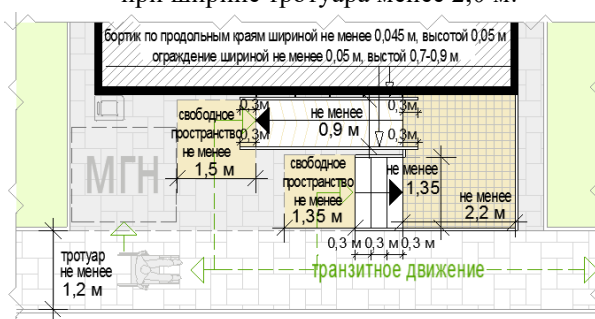 при ширине тротуара менее 2,0 м.
бортик по продольным краям шириной не менее 0,045 м, высотой 0,05 м
ограждение шириной не менее 0,05 м, выстой 0,7-0,9 м
0,3м
не менее
0,9 м
0,3м
свободное
пространство
не менее
1,5 м
0,3м
0,3м
МГН
свободное
пространство
не менее
1,35 м
не менее
1,35
не менее
2,2 м
0,3 м 0,3 м 0,3 м
тротуар
не менее
1,2 м
транзитное движение